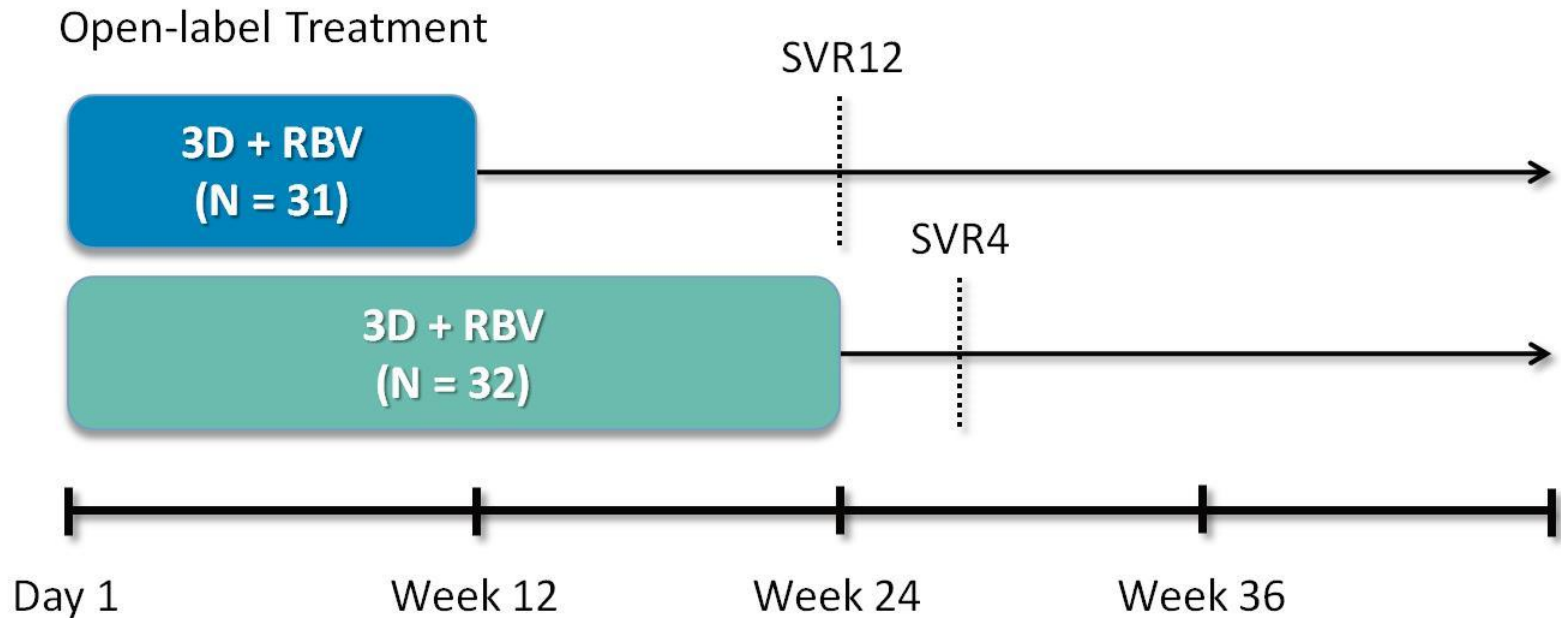 Open-label Treatment
SVR12
3D + RBV
(N = 31)
SVR4
3D + RBV
(N = 32)
Day 1
Week 12
Week 24
Week 36